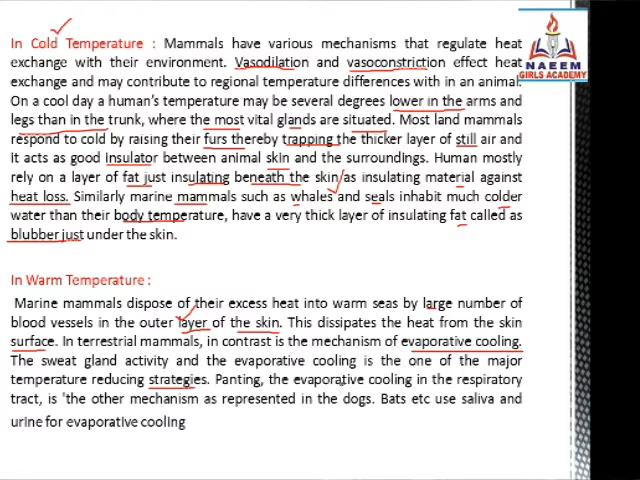 In Cold Temperature : Mammals have various mechanisms that regulate heat
exchange with their environment. Vasodilation and vasoconstriction effect heat
exchange and may contribute to regional temperature differences with in an animal.
On a cool day a human's temperature may be several degrees lower in the arms and
legs than in the trunk, where the most vital glands are situated. Most land mammals
respond to cold by raising their furs thereby trapping the thicker layer of still air and
it acts as good Insulator between animal skin and the surroundings. Human mostly
rely on a layer of fat just insulating beneath the skin as insulating material against
heat loss. Similarly marine mammals such as whales and seals inhabit much colder
water than their body temperature, have a very thick layer of insulating fat called as
blubber just under the skin.
In Warm Temperature :
Marine mammals dispose of their excess heat into warm seas by large number of
blood vessels in the outer layer of the skin. This dissipates the heat from the skin
surface. In terrestrial mammals, in contrast is the mechanism of evaporative cooling.
The sweat gland activity and the evaporative cooling is the one of the major
temperature reducing strategies. Panting, the evaporative cooling in the respiratory
tract, is 'the other mechanism as represented in the dogs. Bats etc use saliva and
urine for evaporative cooling
NAEEM
GIRLS ACADEMY